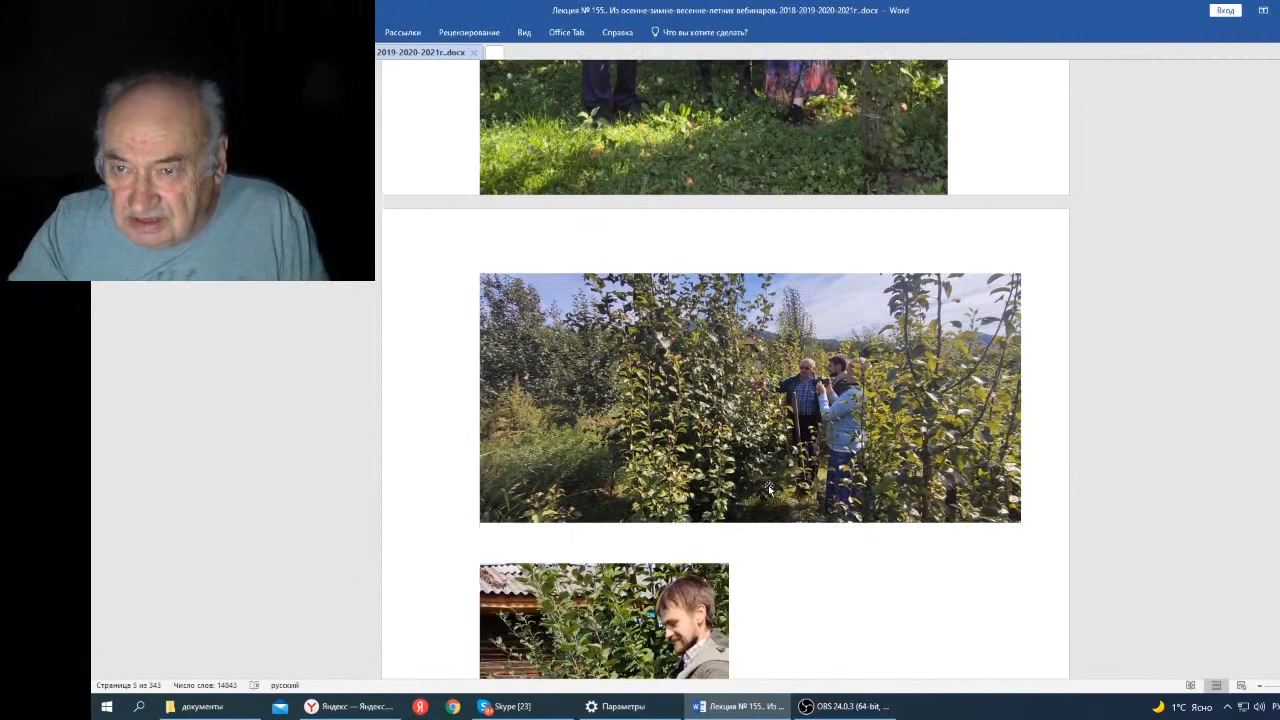 Лекция № 155.. Из осенне-зимне-весенне-летних вебинаров. 2018-2019-2020-2021г..docx - Word
Вход
Рассылки Рецензирование Вид Office Tab Справка Что вы хотите сделать?
2019-2020-2021г..docx
Страница 5 из 343 Число слов: 14843 русский
документы Яндекс — Яндекс.... Skype [23] Параметры Лекция № 155.. Из ... OBS 24.0.3 (64-bit, ... 1°C Ясно